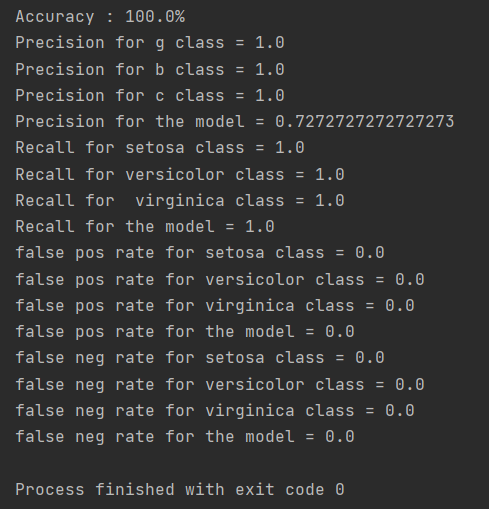 Accuracy : 100.0%
Precision for g class = 1.0
Precision for b class = 1.0
Precision for c class = 1.0
Precision for the model = 0.7272727272727273
Recall for setosa class = 1.0
Recall for versicolor class = 1.0
Recall for  virginica class = 1.0
Recall for the model = 1.0
false pos rate for setosa class = 0.0
false pos rate for versicolor class = 0.0
false pos rate for virginica class = 0.0
false pos rate for the model = 0.0
false neg rate for setosa class = 0.0
false neg rate for versicolor class = 0.0
false neg rate for virginica class = 0.0
false neg rate for the model = 0.0
Process finished with exit code 0